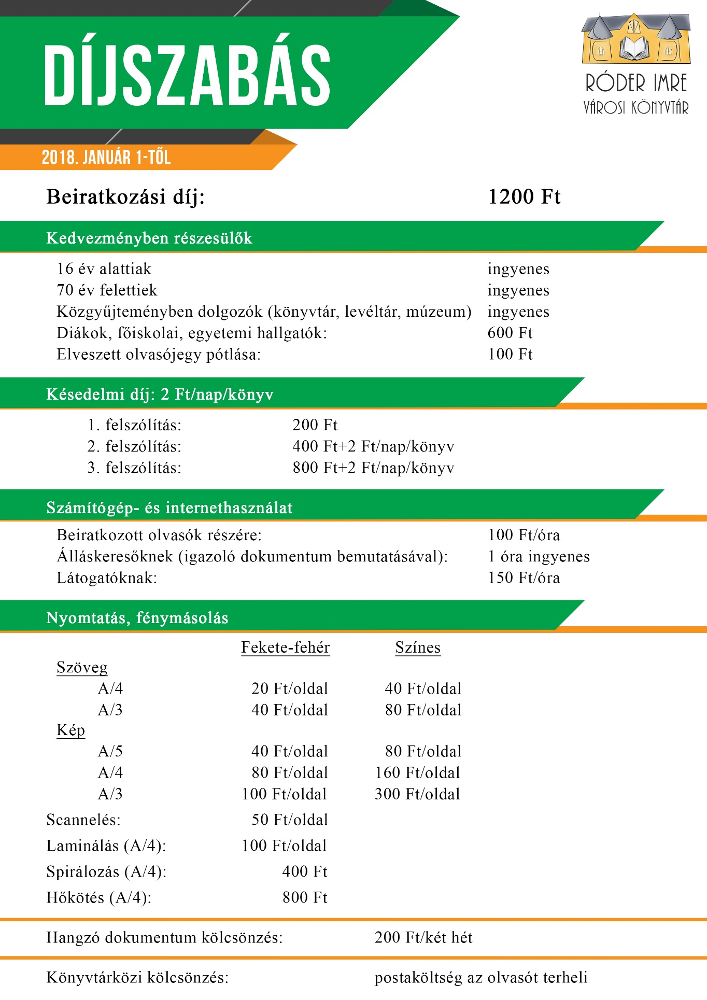 DÍJSZABÁS
RÓDER IMRE
VÁROSI KÖNYVTÁR
2018. JANUÁR 1-TŐL
Beiratkozási díj: 1200 Ft
Kedvezményben részesülők
16 év alattiak ingyenes
70 év felettiek ingyenes
Közgyűjteményben dolgozók (könyvtár, levéltár, múzeum) ingyenes
Diákok, főiskolai, egyetemi hallgatók: 600 Ft
Elveszett olvasójegy pótlása: 100 Ft
Késedelmi díj: 2 Ft/nap/könyv
1. felszólítás: 200 Ft
2. felszólítás: 400 Ft+2 Ft/nap/könyv
3. felszólítás: 800 Ft+2 Ft/nap/könyv
Számítógép- és internethasználat
Beiratkozott olvasók részére: 100 Ft/óra
Álláskeresőknek (igazoló dokumentum bemutatásával): 1 óra ingyenes
Látogatóknak: 150 Ft/óra
Nyomtatás, fénymásolás
Fekete-fehér Színes
Szöveg
A/4 20 Ft/oldal 40 Ft/oldal
A/3 40 Ft/oldal 80 Ft/oldal
Kép
A/5 40 Ft/oldal 80 Ft/oldal
A/4 80 Ft/oldal 160 Ft/oldal
A/3 100 Ft/oldal 300 Ft/oldal
Scannelés: 50 Ft/oldal
Laminálás (A/4): 100 Ft/oldal
Spirálozás (A/4): 400 Ft
Hőkötés (A/4): 800 Ft
Hangzó dokumentum kölcsönzés: 200 Ft/két hét
Könyvtárközi kölcsönzés: postaköltség az olvasót terheli